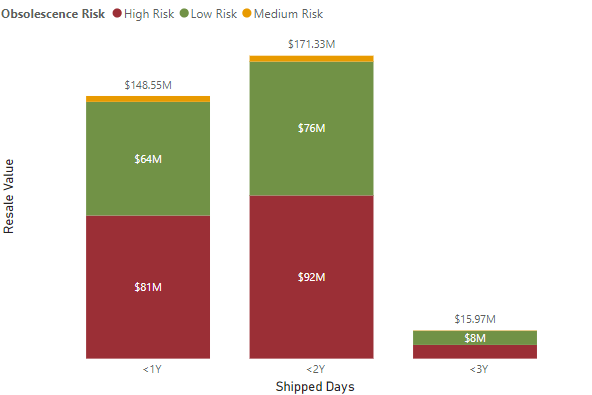 Obsolescence Risk High Risk Low Risk Medium Risk
$171.33M
$148.55M
$76M
$64M
Resale Value
$92M
$81M
$15.97M
$8M
<1Y <2Y <3Y
Shipped Days